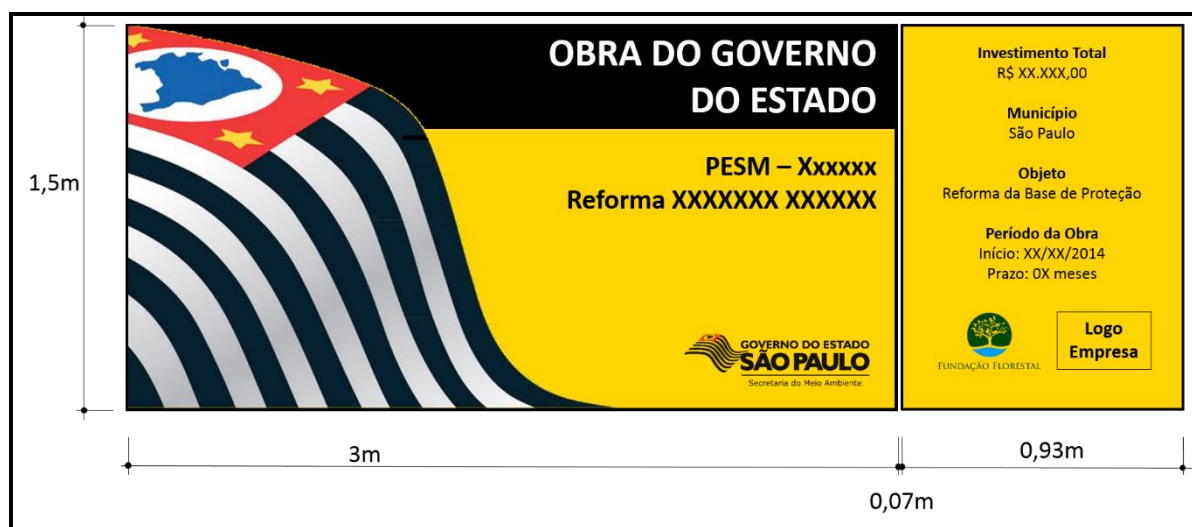 OBRA DO GOVERNO
DO ESTADO
PESM – Xxxxxx
Reforma XXXXXXX XXXXXX
GOVERNO DO ESTADO
SÃO PAULO
Secretaria do Meio Ambiente
Investimento Total
R$ XX.XXX,00
Município
São Paulo
Objeto
Reforma da Base de Proteção
Período da Obra
Início: XX/XX/2014
Prazo: 0X meses
FUNDAÇÃO FLORESTAL
Logo
Empresa
1,5m
3m
0,93m
0,07m